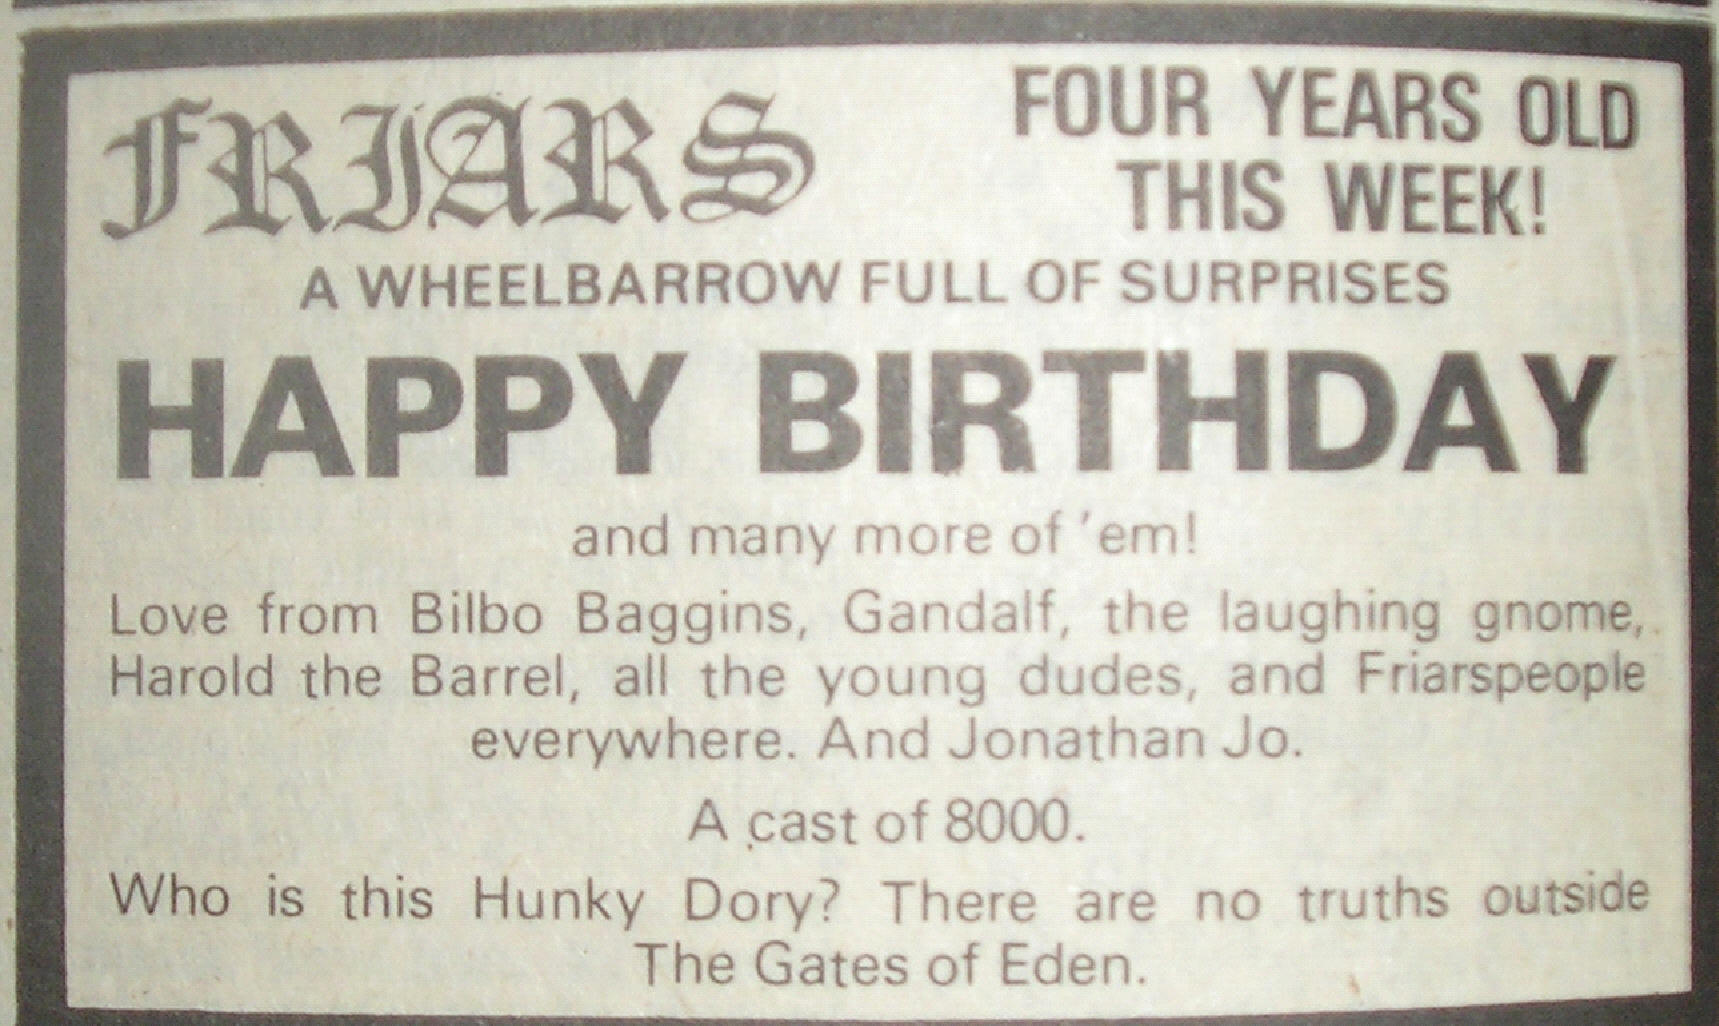 FRIARS
FOUR YEARS OLD
THIS WEEK!
A WHEELBARROW FULL OF SURPRISES
HAPPY BIRTHDAY
and many more of 'em!
Love from Bilbo Baggins, Gandalf, the laughing gnome,
Harold the Barrel, all the young dudes, and Friarspeople
everywhere. And Jonathan Jo.
A cast of 8000.
Who is this Hunky Dory? There are no truths outside
The Gates of Eden.